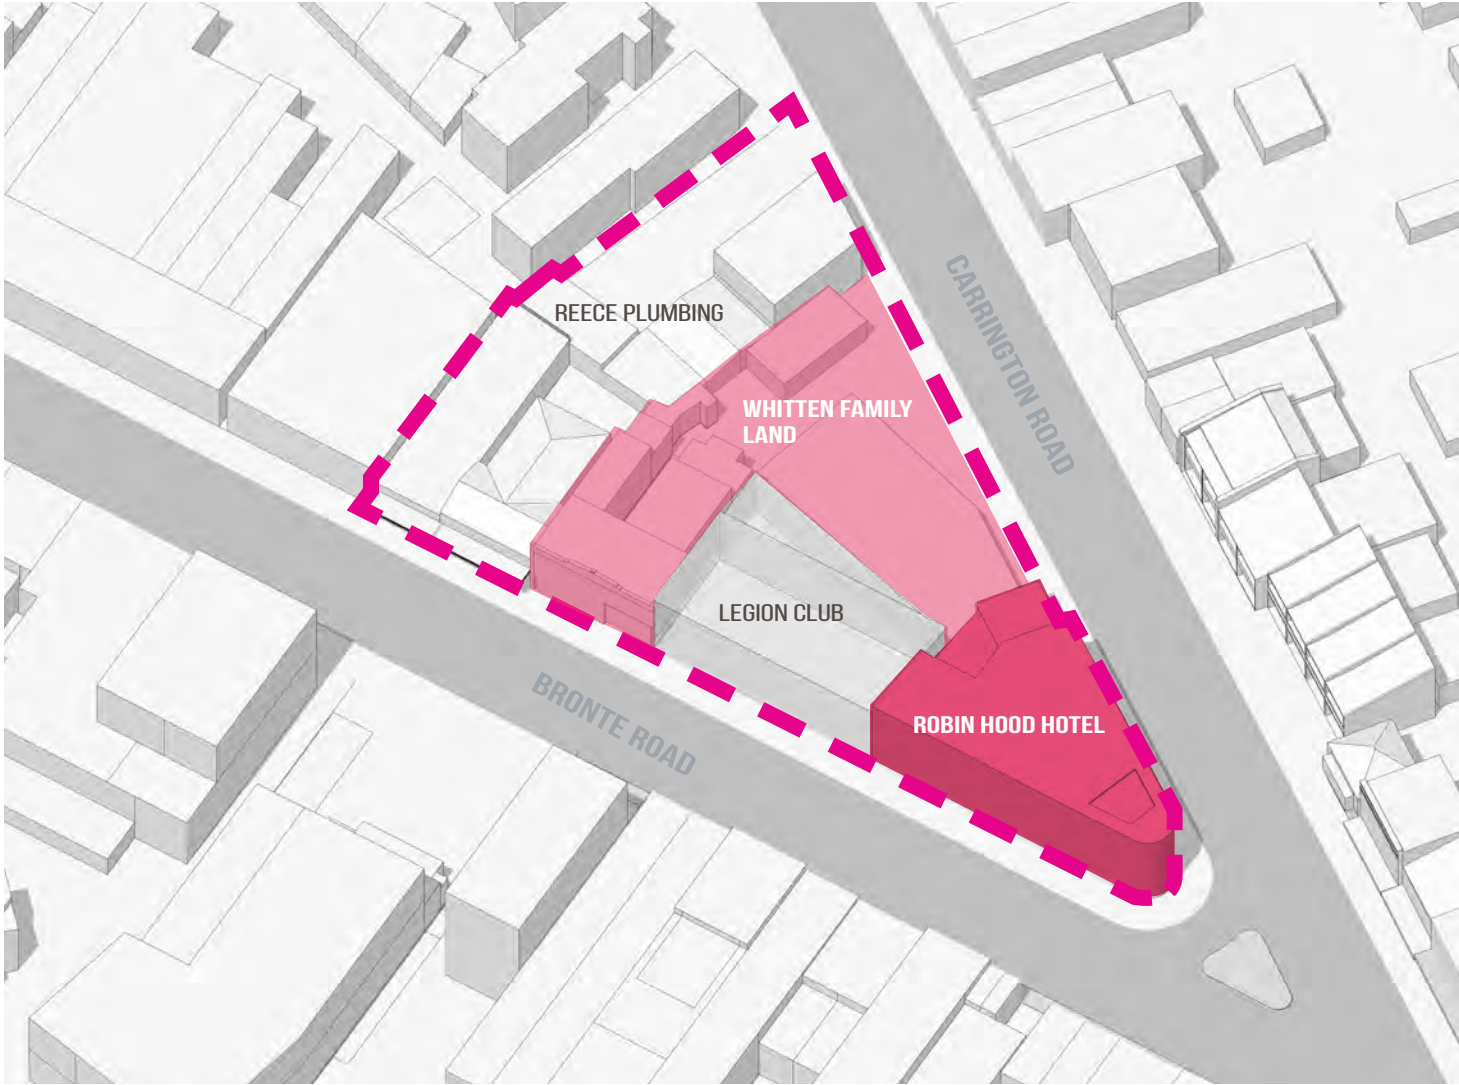 CARRINGTON ROAD
REECE PLUMBING
WHITTEN FAMILY
LAND
LEGION CLUB
BRONTE ROAD
ROBIN HOOD HOTEL